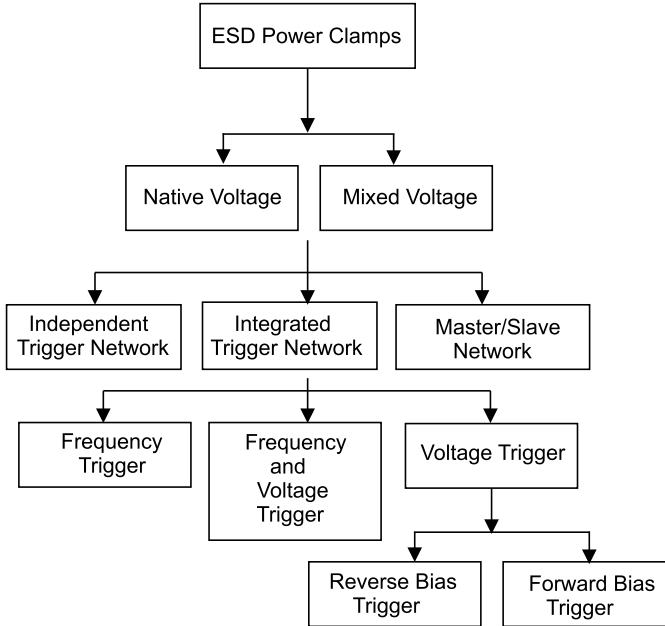 ESD Power Clamps
Native Voltage
Mixed Voltage
Independent
Trigger Network
Integrated
Trigger Network
Master/Slave
Network
Frequency
Trigger
Frequency
and
Voltage
Trigger
Voltage Trigger
Reverse Bias
Trigger
Forward Bias
Trigger